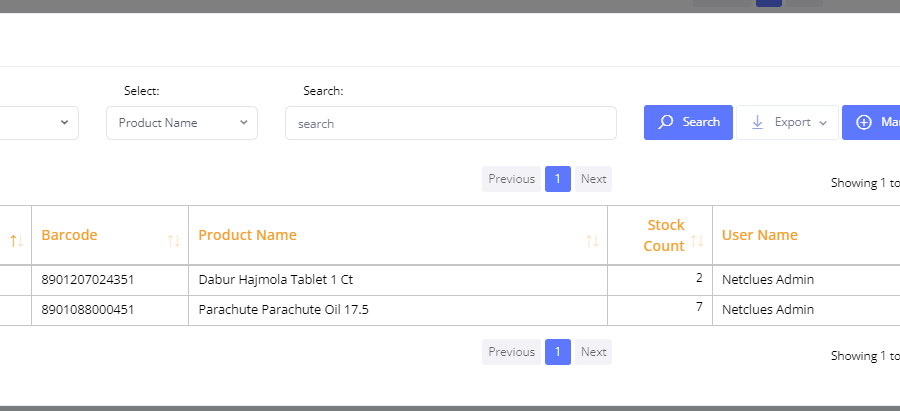 Select: Search:
Product Name search Search Export Ma
Previous 1 Next
Showing 1 to
Barcode Product Name Stock Count User Name
8901207024351 Dabur Hajmola Tablet 1 Ct 2 Netclues Admin
8901088000451 Parachute Parachute Oil 17.5 7 Netclues Admin
Previous 1 Next
Showing 1 to